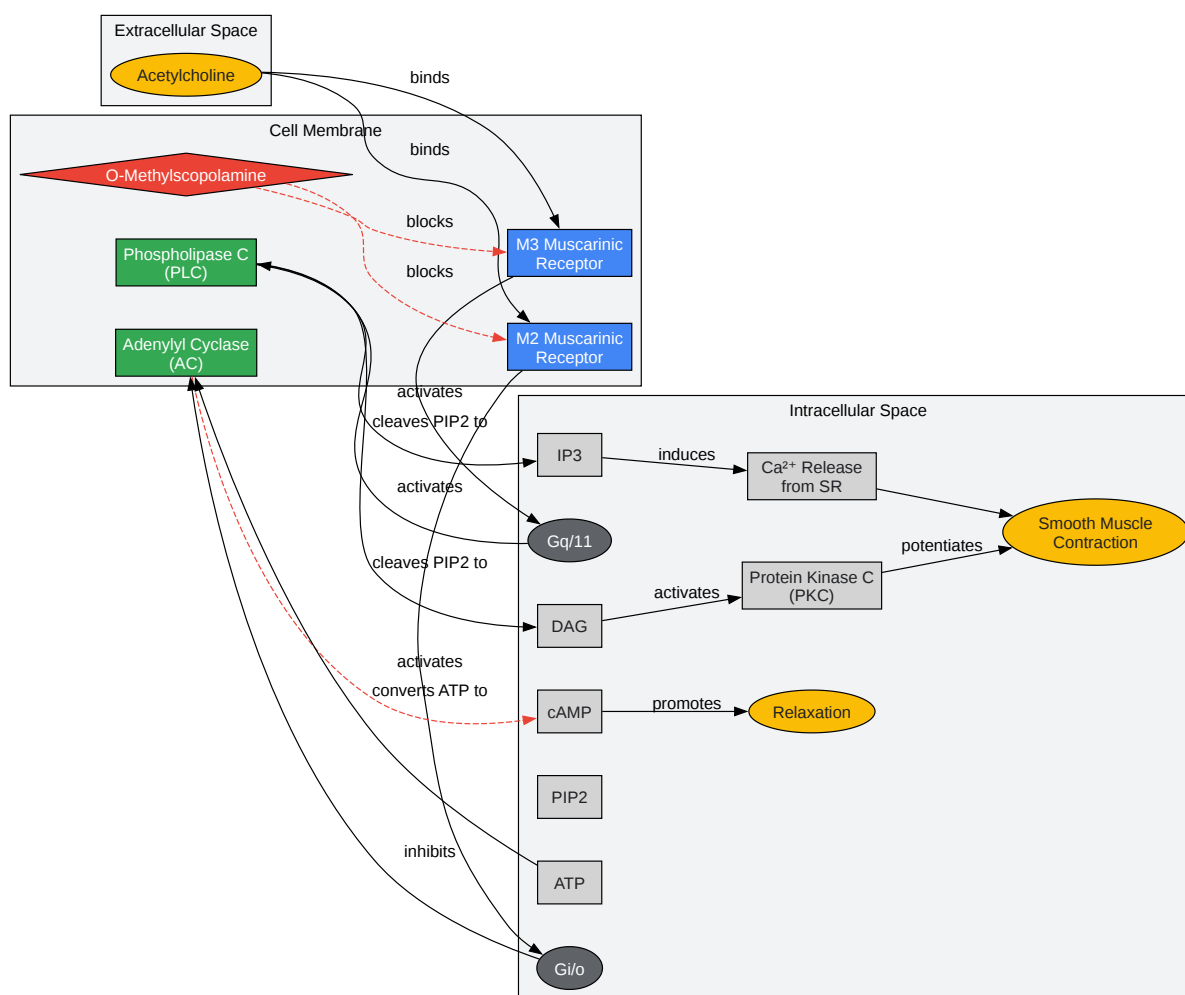 Extracellular Space
Acetylcholine
binds
Cell Membrane
binds
O-Methylscopolamine
blocks
M3 Muscarinic
Receptor
Phospholipase C
(PLC)
blocks
M2 Muscarinic
Receptor
Adenylyl Cyclase
(AC)
activates
cleaves PIP2 to
Intracellular Space
IP3
induces
Ca²⁺ Release
from SR
activates
Gq/11
Smooth Muscle
Contraction
potentiates
cleaves PIP2 to
Protein Kinase C
(PKC)
activates
DAG
activates
converts ATP to
cAMP
promotes
Relaxation
PIP2
inhibits
ATP
Gi/o